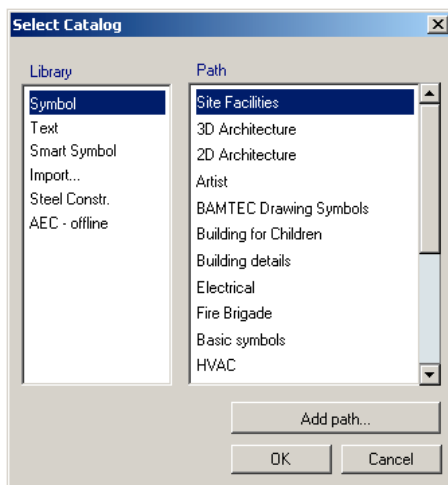 Select Catalog
Library
Path
Symbol
Text
Smart Symbol
Import...
Steel Constr.
AEC - offline
Site Facilities
3D Architecture
2D Architecture
Artist
BAMTEC Drawing Symbols
Building for Children
Building details
Electrical
Fire Brigade
Basic symbols
HVAC
Add path...
OK
Cancel